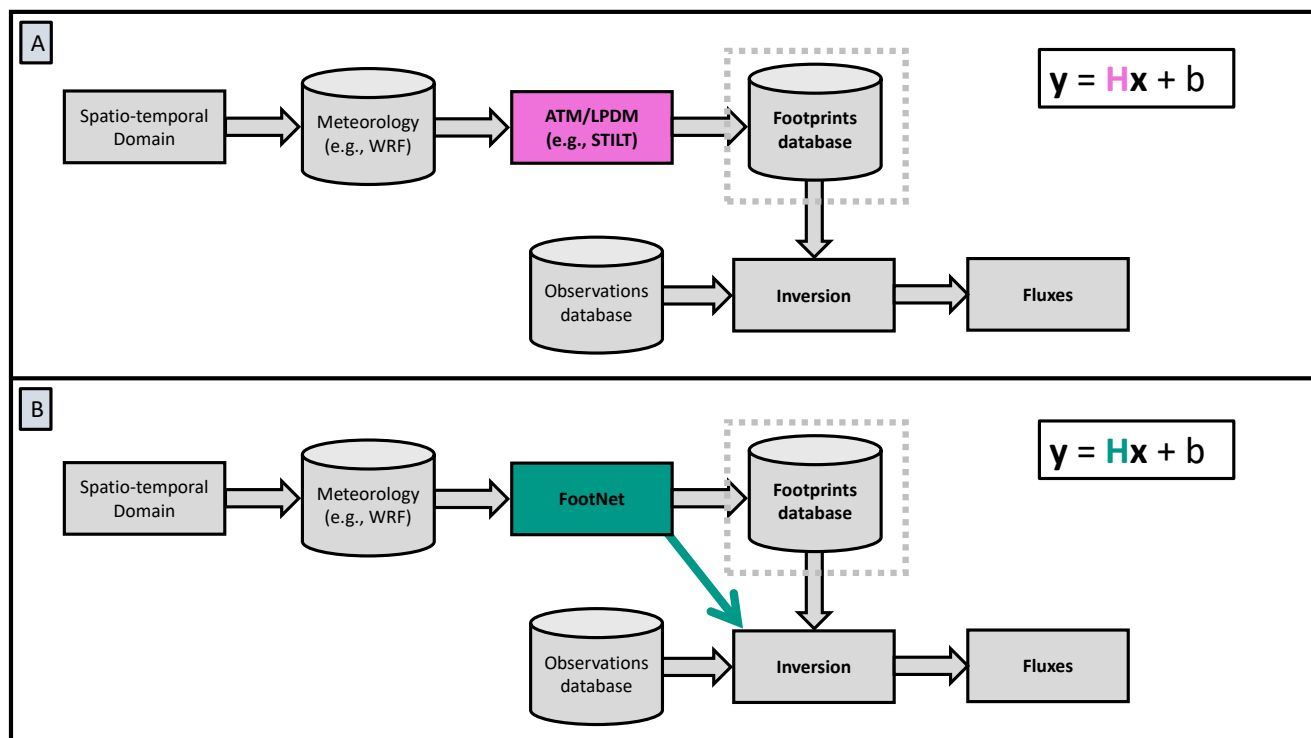 A
y = Hx + b
Spatio-temporal
Domain
Meteorology
(e.g., WRF)
ATM/LPDM
(e.g., STILT)
Footprints
database
Observations
database
Inversion
Fluxes
B
y = Hx + b
Spatio-temporal
Domain
Meteorology
(e.g., WRF)
FootNet
Footprints
database
Observations
database
Inversion
Fluxes